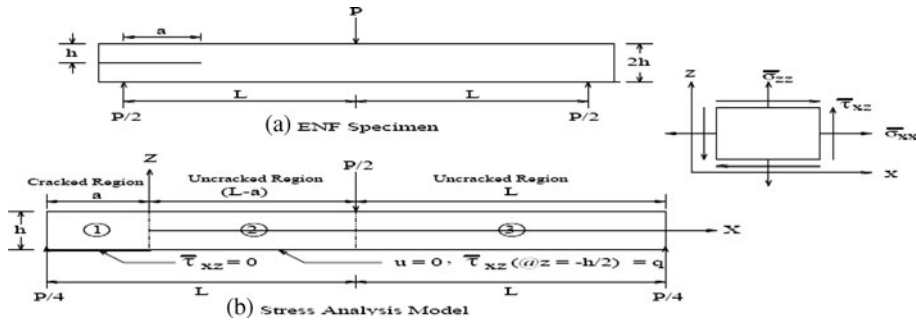 P
a
h
2h
L
L
P/2
P/2
(a) ENF Specimen
Z
σ̅zz
τ̅xz
σ̅xx
X
Z
P/2
Cracked Region
a
Uncracked Region
(L-a)
Uncracked Region
L
h
1
2
3
X
τ̅xz = 0
u = 0 , τ̅xz (@z = -h/2) = q
L
L
P/4
P/4
(b) Stress Analysis Model